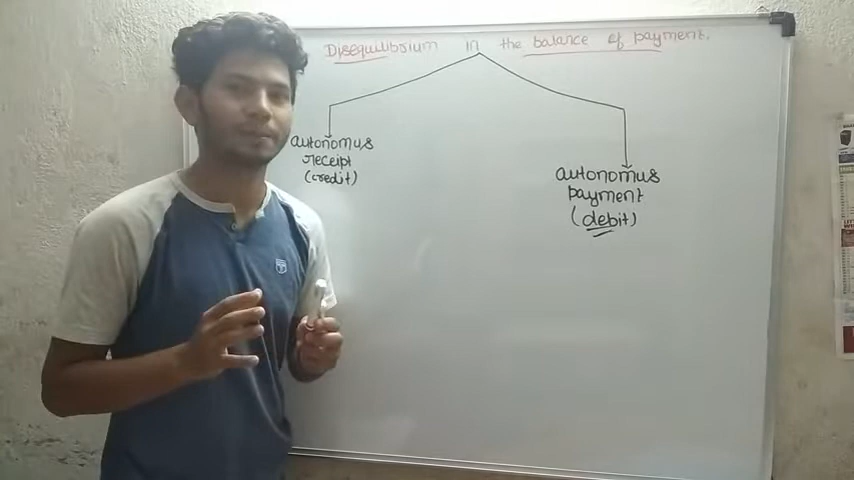 Disequilibrium in the balance of payment.
autonomus
receipt
(credit)
autonomus
payment
(debit)